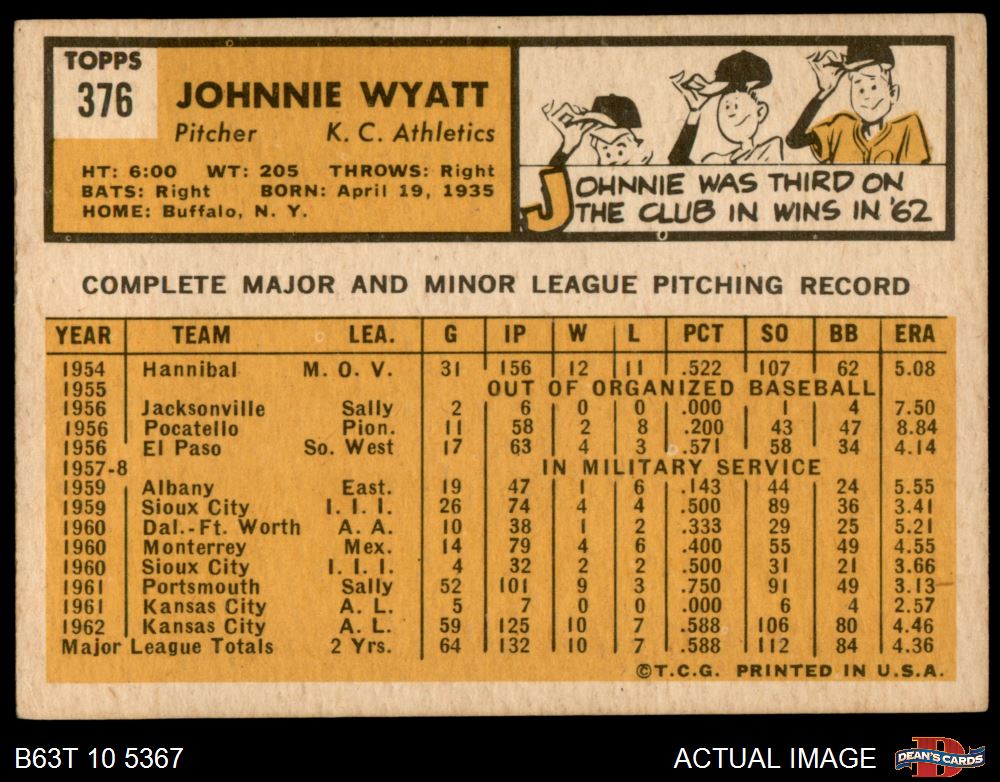 TOPPS
376
JOHNNIE WYATT
Pitcher K. C. Athletics
HT: 6:00 WT: 205 THROWS: Right
BATS: Right BORN: April 19, 1935
HOME: Buffalo, N. Y.
JOHNNIE WAS THIRD ON
THE CLUB IN WINS IN '62
COMPLETE MAJOR AND MINOR LEAGUE PITCHING RECORD
YEAR TEAM LEA. G IP W L PCT SO BB ERA
1954 Hannibal M. O. V. 31 156 12 11 .522 107 62 5.08
1955 OUT OF ORGANIZED BASEBALL
1956 Jacksonville Sally 2 6 0 0 .000 1 4 7.50
1956 Pocatello Pion. 11 58 2 8 .200 43 47 8.84
1956 El Paso So. West 17 63 4 3 .571 58 34 4.14
1957-8 IN MILITARY SERVICE
1959 Albany East. 19 47 1 6 .143 44 24 5.55
1959 Sioux City I. I. I. 26 74 4 4 .500 89 36 3.41
1960 Dal.-Ft. Worth A. A. 10 38 1 2 .333 29 25 5.21
1960 Monterrey Mex. 14 79 4 6 .400 55 49 4.55
1960 Sioux City I. I. I. 4 32 2 2 .500 31 21 3.66
1961 Portsmouth Sally 52 101 9 3 .750 91 49 3.13
1961 Kansas City A. L. 5 7 0 0 .000 6 4 2.57
1962 Kansas City A. L. 59 125 10 7 .588 106 80 4.46
Major League Totals 2 Yrs. 64 132 10 7 .588 112 84 4.36
©T.C.G. PRINTED IN U.S.A.
B63T 10 5367 ACTUAL IMAGE D DEAN'S CARDS